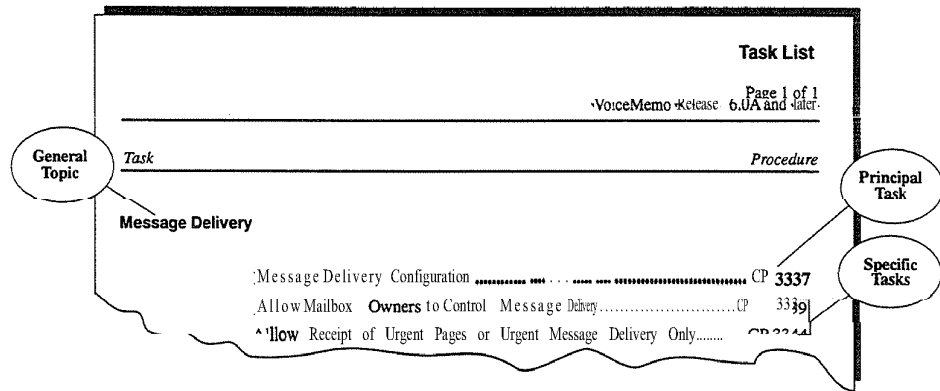 Task List
Page 1 of 1
VoiceMemo Release 6.0A and later
General Topic
Task Procedure
Principal Task
Message Delivery
Specific Tasks
Message Delivery Configuration ........ CP 3337
Allow Mailbox Owners to Control Message Delivery........CP
Allow Receipt of Urgent Pages or Urgent Message Delivery Only........ CP